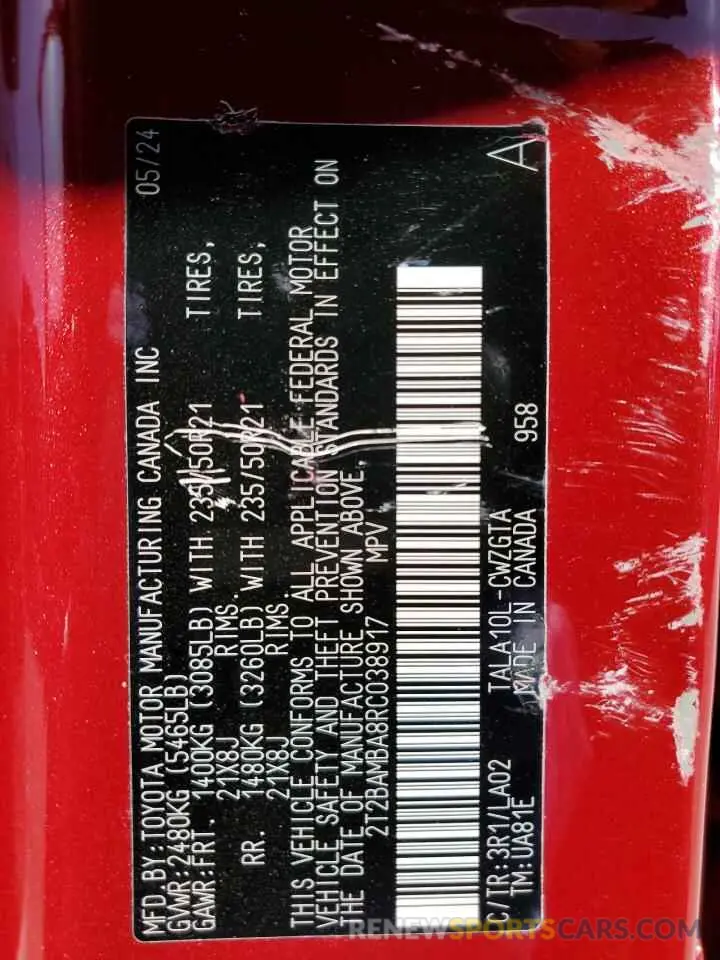 MFD.BY:TOYOTA MOTOR MANUFACTURING CANADA INC 05/24
GVWR:2480KG (5465LB)
GAWR:FRT. 1400KG (3085LB) WITH 235/50R21 TIRES,
21X8J RIMS.
RR. 1480KG (3260LB) WITH 235/50R21 TIRES,
21X8J RIMS.
THIS VEHICLE CONFORMS TO ALL APPLICABLE FEDERAL MOTOR
VEHICLE SAFETY AND THEFT PREVENTION STANDARDS IN EFFECT ON
THE DATE OF MANUFACTURE SHOWN ABOVE.
2T2BAMBA8RC038917 MPV
C/TR:3R1/LA02 TALA10L-CWZGTA A
TM:UA81E MADE IN CANADA 958
RENEWSPORTSCARS.COM